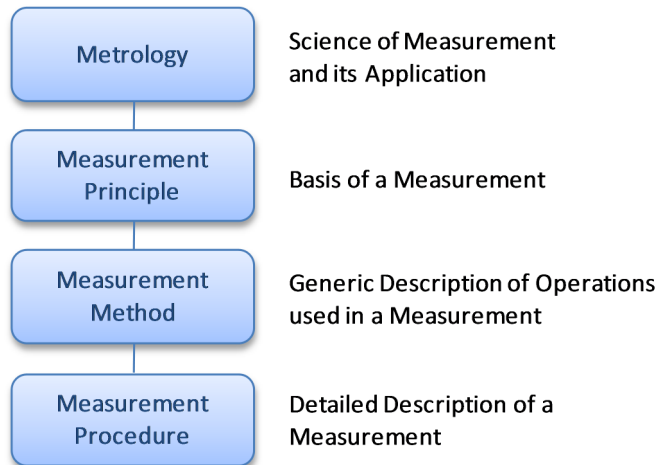 Metrology
Science of Measurement
and its Application
Measurement
Principle
Basis of a Measurement
Measurement
Method
Generic Description of Operations
used in a Measurement
Measurement
Procedure
Detailed Description of a
Measurement